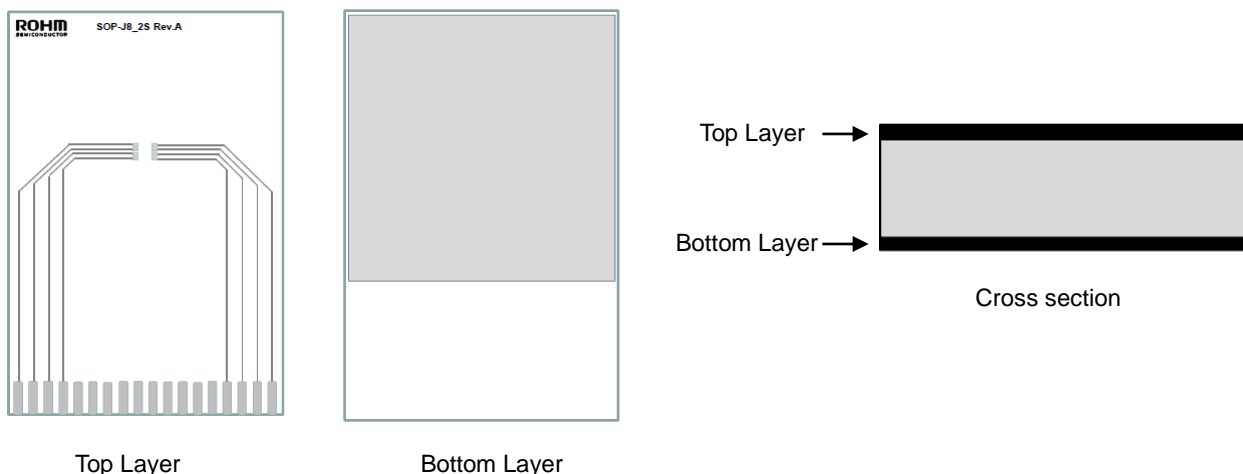 ROHM
SEMICONDUCTOR
SOP-J8_2S Rev.A
Top Layer
Bottom Layer
Top Layer
Bottom Layer
Cross section